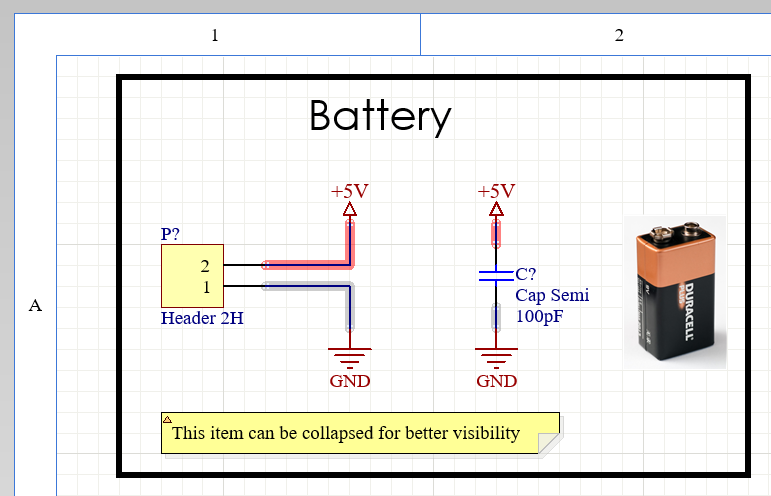 1
2
Battery
+5V
+5V
P?
2
1
Header 2H
A
C?
Cap Semi
100pF
GND
GND
DURACELL
PLUS
This item can be collapsed for better visibility